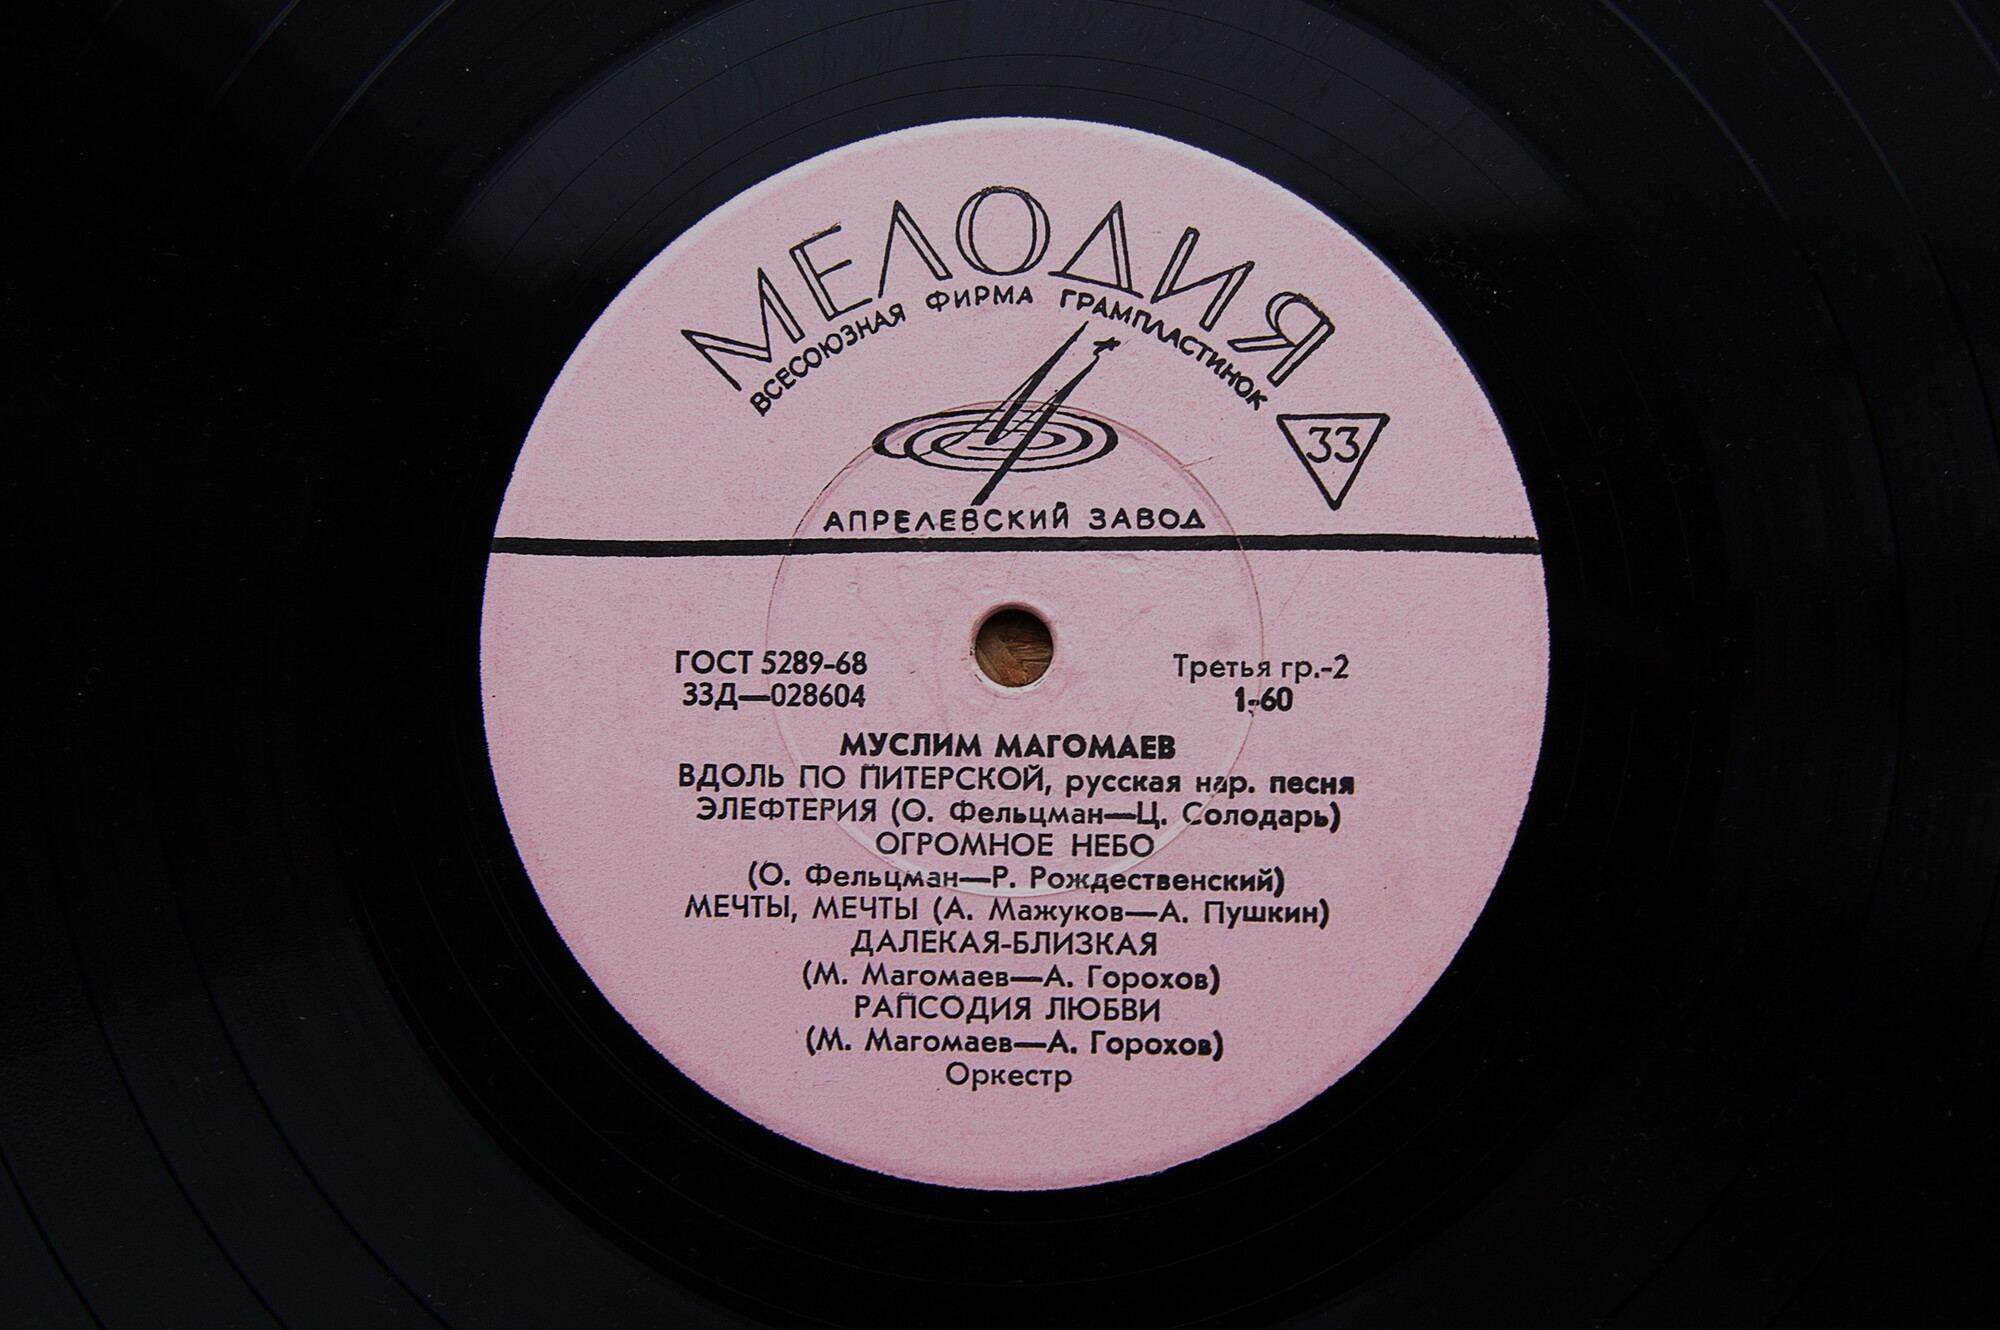 МЕЛОДИЯ
ВСЕСОЮЗНАЯ ФИРМА ГРАМПЛАСТИНОК
33
АПРЕЛЕВСКИЙ ЗАВОД
ГОСТ 5289-68
33Д—028604
Третья гр.-2
1-60
МУСЛИМ МАГОМАЕВ
ВДОЛЬ ПО ПИТЕРСКОЙ, русская нар. песня
ЭЛЕФТЕРИЯ (О. Фельцман—Ц. Солодарь)
ОГРОМНОЕ НЕБО
(О. Фельцман—Р. Рождественский)
МЕЧТЫ, МЕЧТЫ (А. Мажуков—А. Пушкин)
ДАЛЕКАЯ-БЛИЗКАЯ
(М. Магомаев—А. Горохов)
РАПСОДИЯ ЛЮБВИ
(М. Магомаев—А. Горохов)
Оркестр